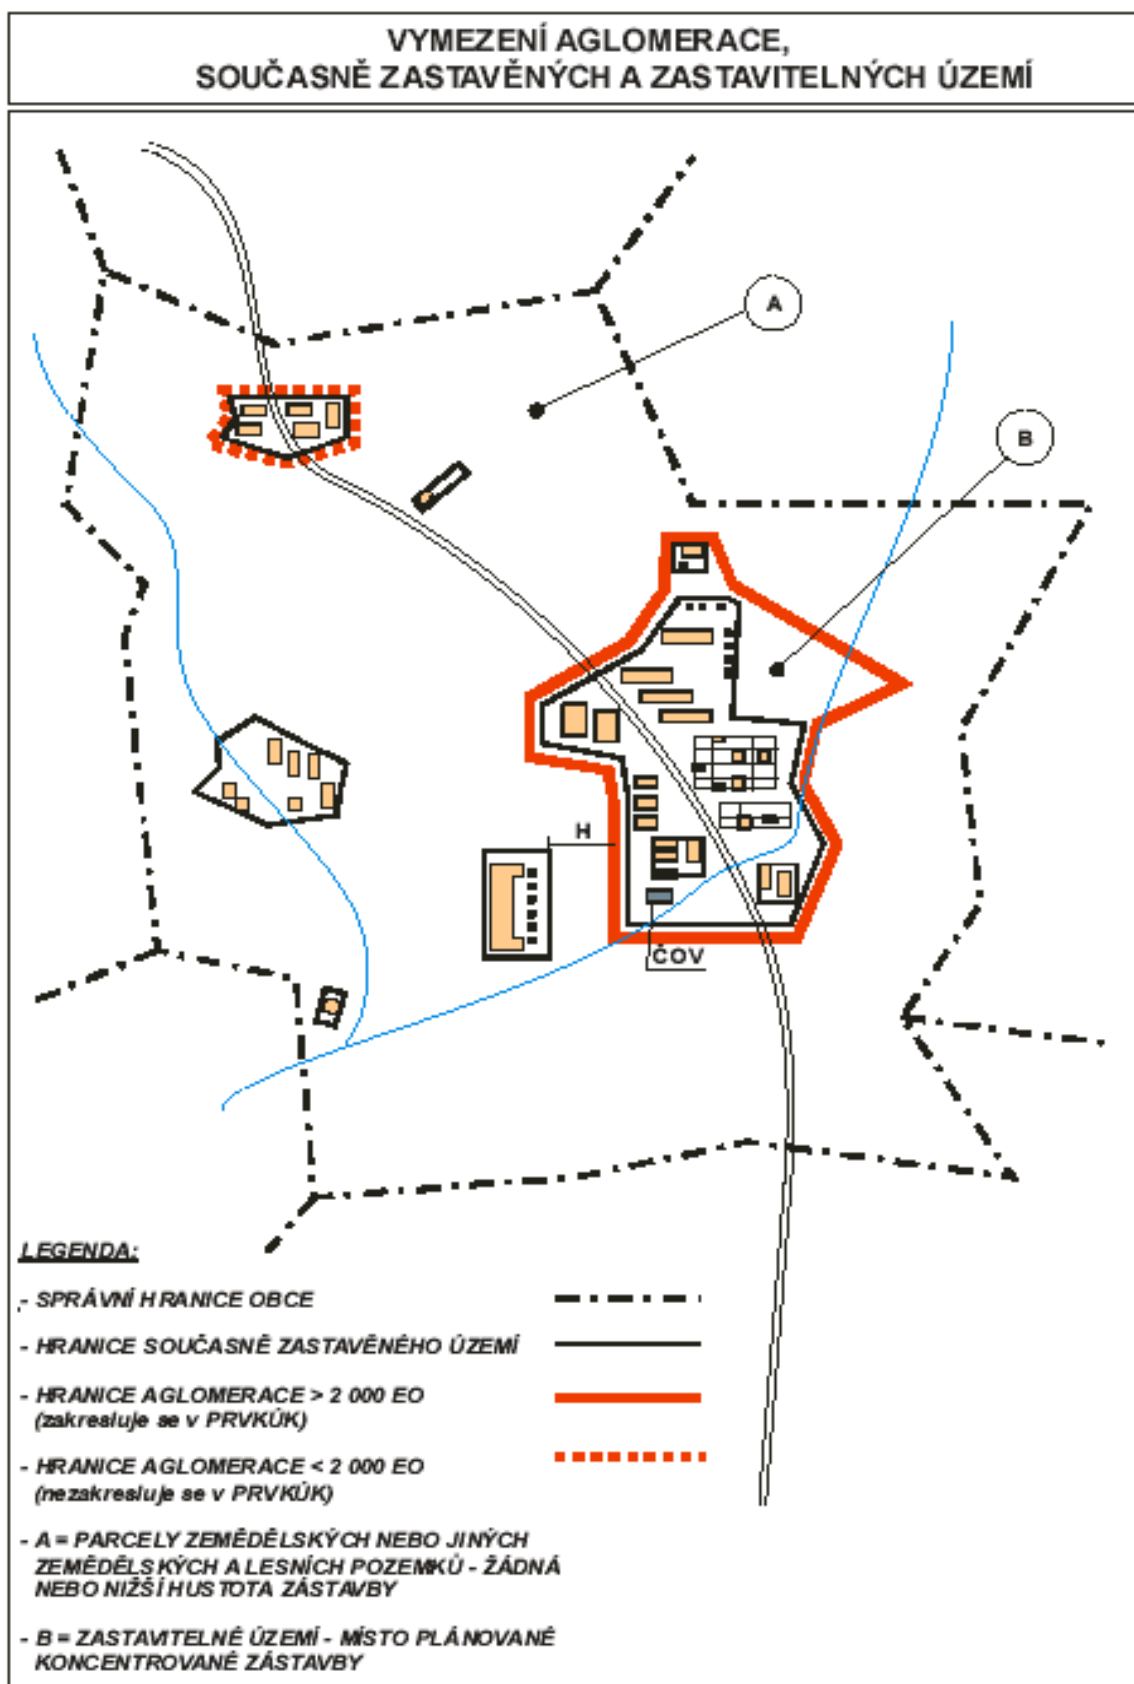 VYMEZENÍ AGLOMERACE,
SOUČASNĚ ZASTAVĚNÝCH A ZASTAVITELNÝCH ÚZEMÍ
A
B
H
ČOV
LEGENDA:
- SPRÁVNÍ HRANICE OBCE
- HRANICE SOUČASNĚ ZASTAVĚNÉHO ÚZEMÍ
- HRANICE AGLOMERACE > 2 000 EO
(zakresluje se v PRVKÚK)
- HRANICE AGLOMERACE < 2 000 EO
(nezakresluje se v PRVKÚK)
- A = PARCELY ZEMĚDĚLSKÝCH NEBO JINÝCH
ZEMĚDĚLSKÝCH A LESNÍCH POZEMKŮ - ŽÁDNÁ
NEBO NIŽŠÍ HUSTOTA ZÁSTAVBY
- B = ZASTAVITELNÉ ÚZEMÍ - MÍSTO PLÁNOVANÉ
KONCENTROVANÉ ZÁSTAVBY